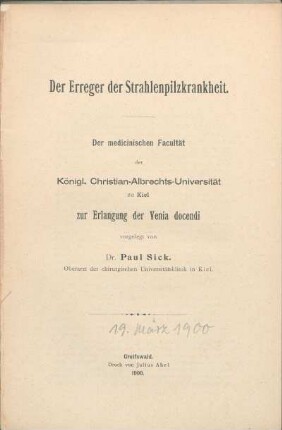 Der Erreger der Strahlenpilzkrankheit.
Der medicinischen Facultät
der
Königl. Christian-Albrechts-Universität
zu Kiel
zur Erlangung der Venia docendi
vorgelegt von
Dr. Paul Sick.
Oberarzt der chirurgischen Universitätsklinik in Kiel.
19. März 1900
Greifswald.
Druck von Julius Abel
1900.